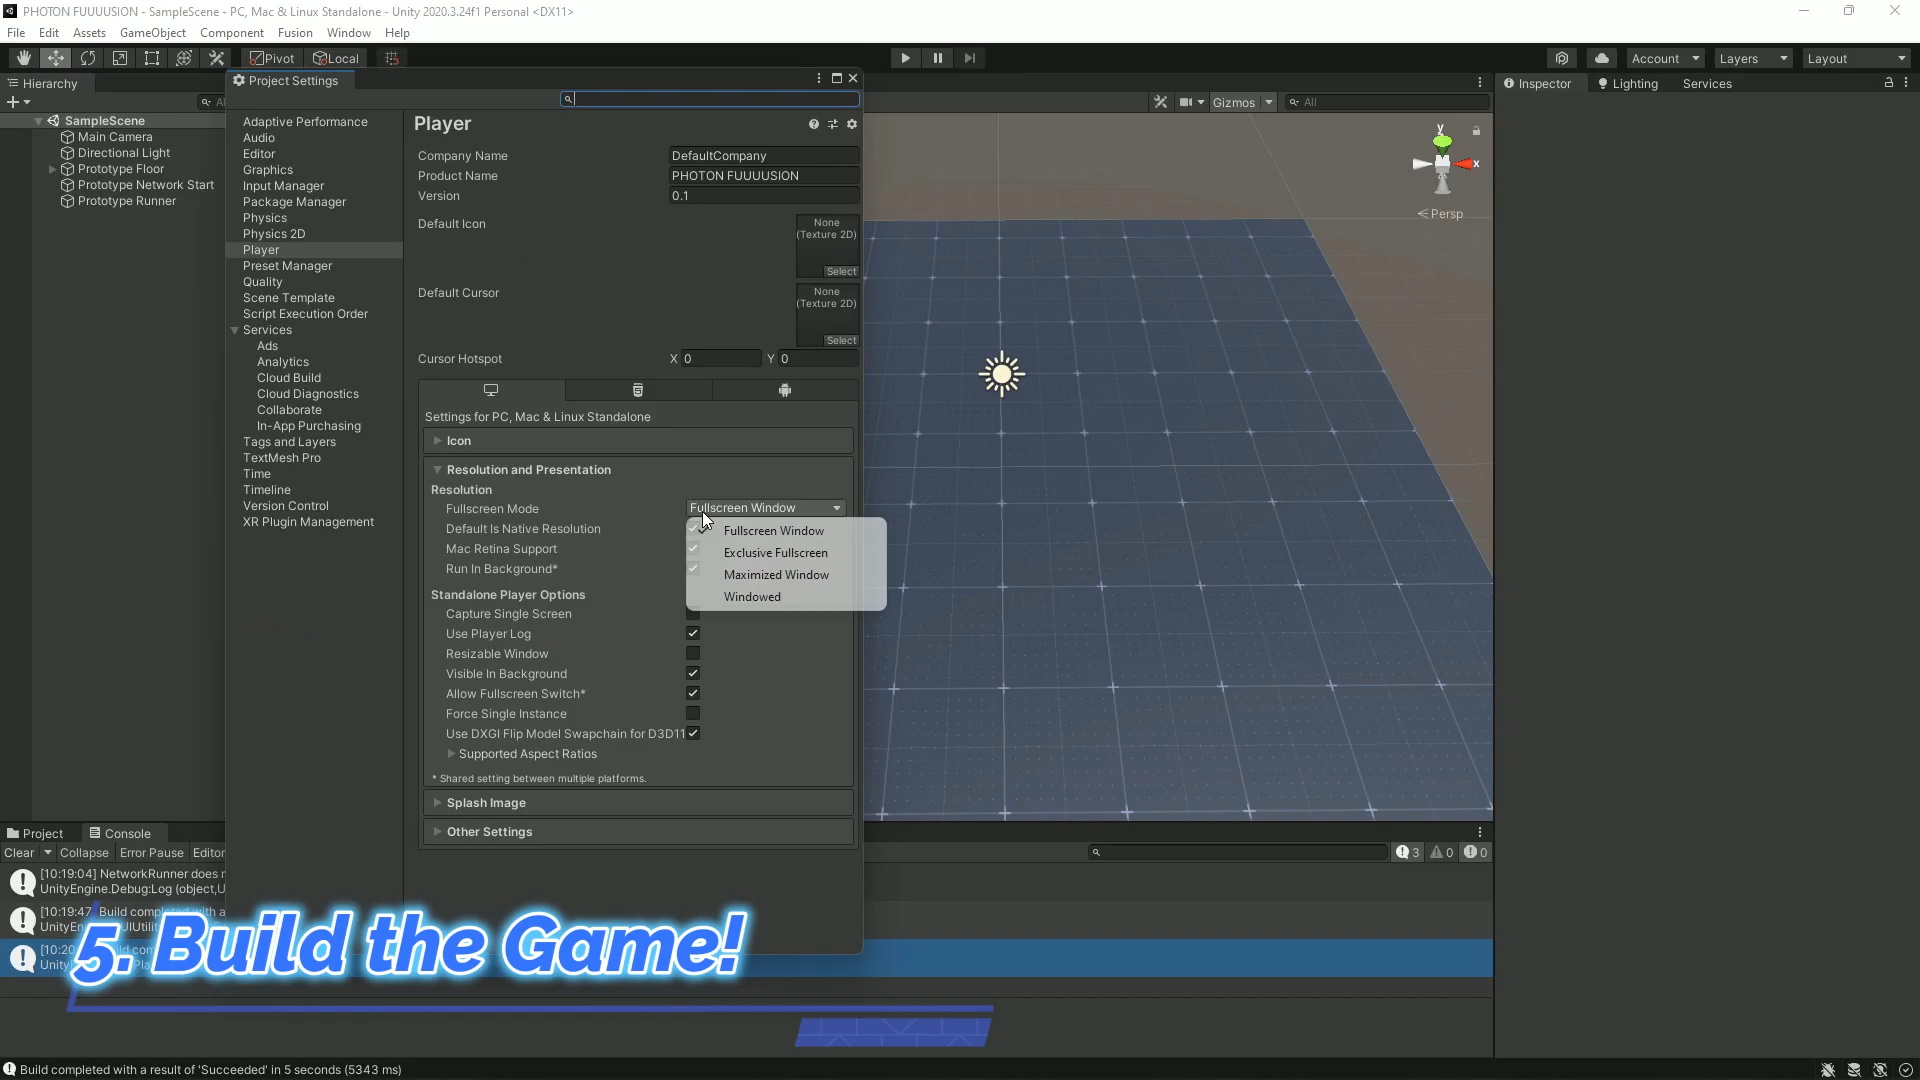 PHOTON FUUUUSION - SampleScene - PC, Mac & Linux Standalone - Unity 2020.3.24f1 Personal <DX11>
File Edit Assets GameObject Component Fusion Window Help
Pivot Local Account Layers Layout
Hierarchy
Project Settings
Inspector Lighting Services
Gizmos All
SampleScene
Main Camera
Directional Light
Prototype Floor
Prototype Network Start
Prototype Runner
Adaptive Performance
Audio
Editor
Graphics
Input Manager
Package Manager
Physics
Physics 2D
Player
Preset Manager
Quality
Scene Template
Script Execution Order
Services
Ads
Analytics
Cloud Build
Cloud Diagnostics
Collaborate
In-App Purchasing
Tags and Layers
TextMesh Pro
Time
Timeline
Version Control
XR Plugin Management
Player
Company Name DefaultCompany
Product Name PHOTON FUUUUSION
Version 0.1
Default Icon
None
(Texture 2D)
Select
Default Cursor
None
(Texture 2D)
Select
Cursor Hotspot X 0 Y 0
Settings for PC, Mac & Linux Standalone
Icon
Resolution and Presentation
Resolution
Fullscreen Mode Fullscreen Window
Default Is Native Resolution
Mac Retina Support
Run In Background*
Fullscreen Window
Exclusive Fullscreen
Maximized Window
Windowed
Standalone Player Options
Capture Single Screen
Use Player Log
Resizable Window
Visible In Background
Allow Fullscreen Switch*
Force Single Instance
Use DXGI Flip Model Swapchain for D3D11
Supported Aspect Ratios
* Shared setting between multiple platforms.
Splash Image
Other Settings
y
x
Persp
Project Console
Clear Collapse Error Pause Editor
3 0 0
[10:19:04] NetworkRunner does n
UnityEngine.Debug:Log (object,U
[10:19:47] Build completed with a
5. Build the Game!
Build completed with a result of 'Succeeded' in 5 seconds (5343 ms)